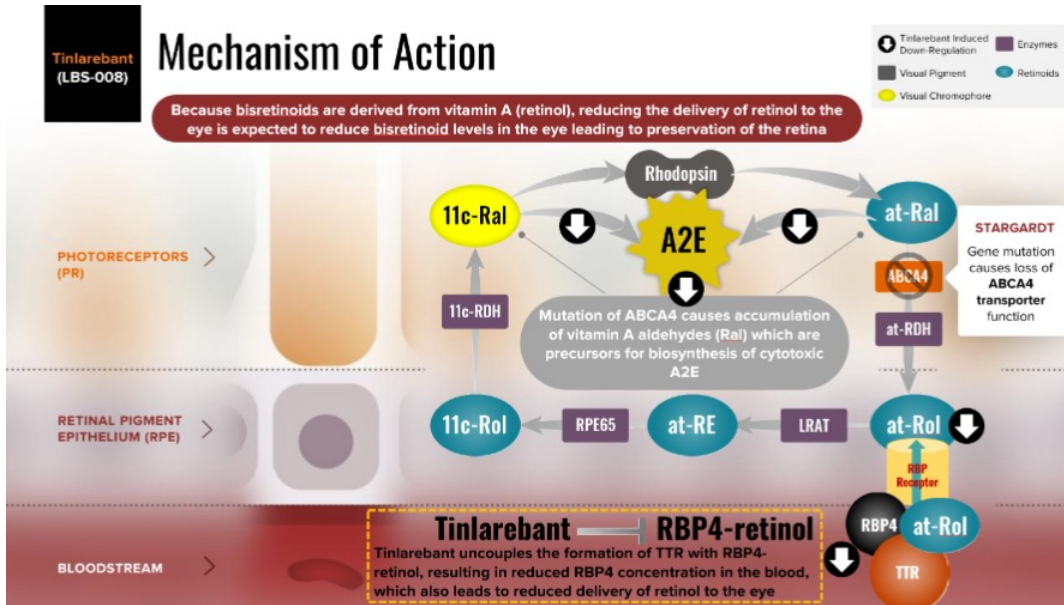 Tinlarebant
(LBS-008)
Mechanism of Action
Tinlarebant Induced
Down-Regulation
Enzymes
Visual Pigment
Retinoids
Visual Chromophore
Because bisretinoids are derived from vitamin A (retinol), reducing the delivery of retinol to the
eye is expected to reduce bisretinoid levels in the eye leading to preservation of the retina
Rhodopsin
11c-Ral
A2E
at-Ral
STARGARDT
Gene mutation
causes loss of
ABCA4
transporter
function
PHOTORECEPTORS
(PR)
ABCA4
11c-RDH
at-RDH
Mutation of ABCA4 causes accumulation
of vitamin A aldehydes (Ral) which are
precursors for biosynthesis of cytotoxic
A2E
RETINAL PIGMENT
EPITHELIUM (RPE)
11c-Rol
RPE65
at-RE
LRAT
at-Rol
RBP
Receptor
RBP4
at-Rol
TTR
BLOODSTREAM
Tinlarebant RBP4-retinol
Tinlarebant uncouples the formation of TTR with RBP4-
retinol, resulting in reduced RBP4 concentration in the blood,
which also leads to reduced delivery of retinol to the eye